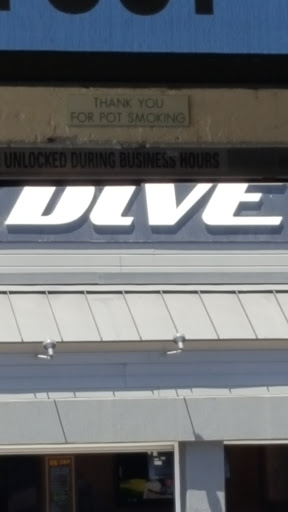 THANK YOU
FOR POT SMOKING
UNLOCKED DURING BUSINESS HOURS
DIVE